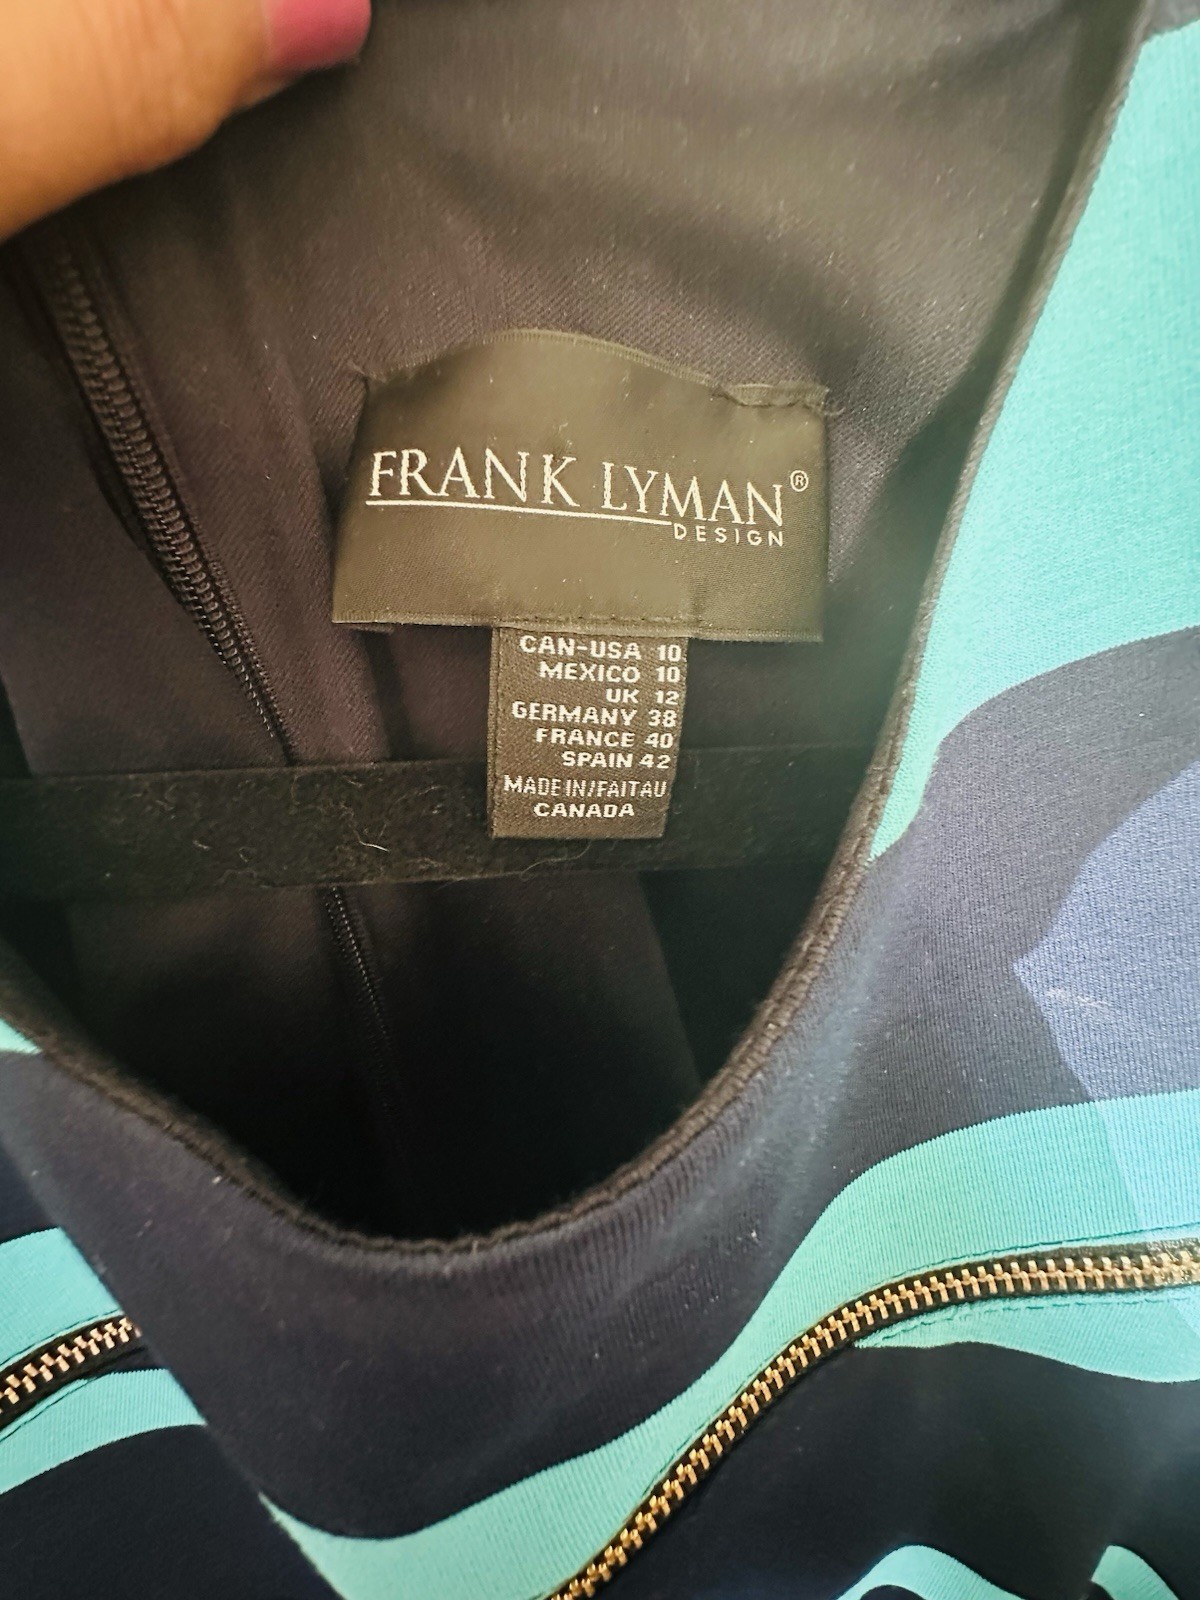 FRANK LYMAN®
DESIGN
CAN-USA 10
MEXICO 10
UK 12
GERMANY 38
FRANCE 40
SPAIN 42
MADE IN/FAIT AU
CANADA